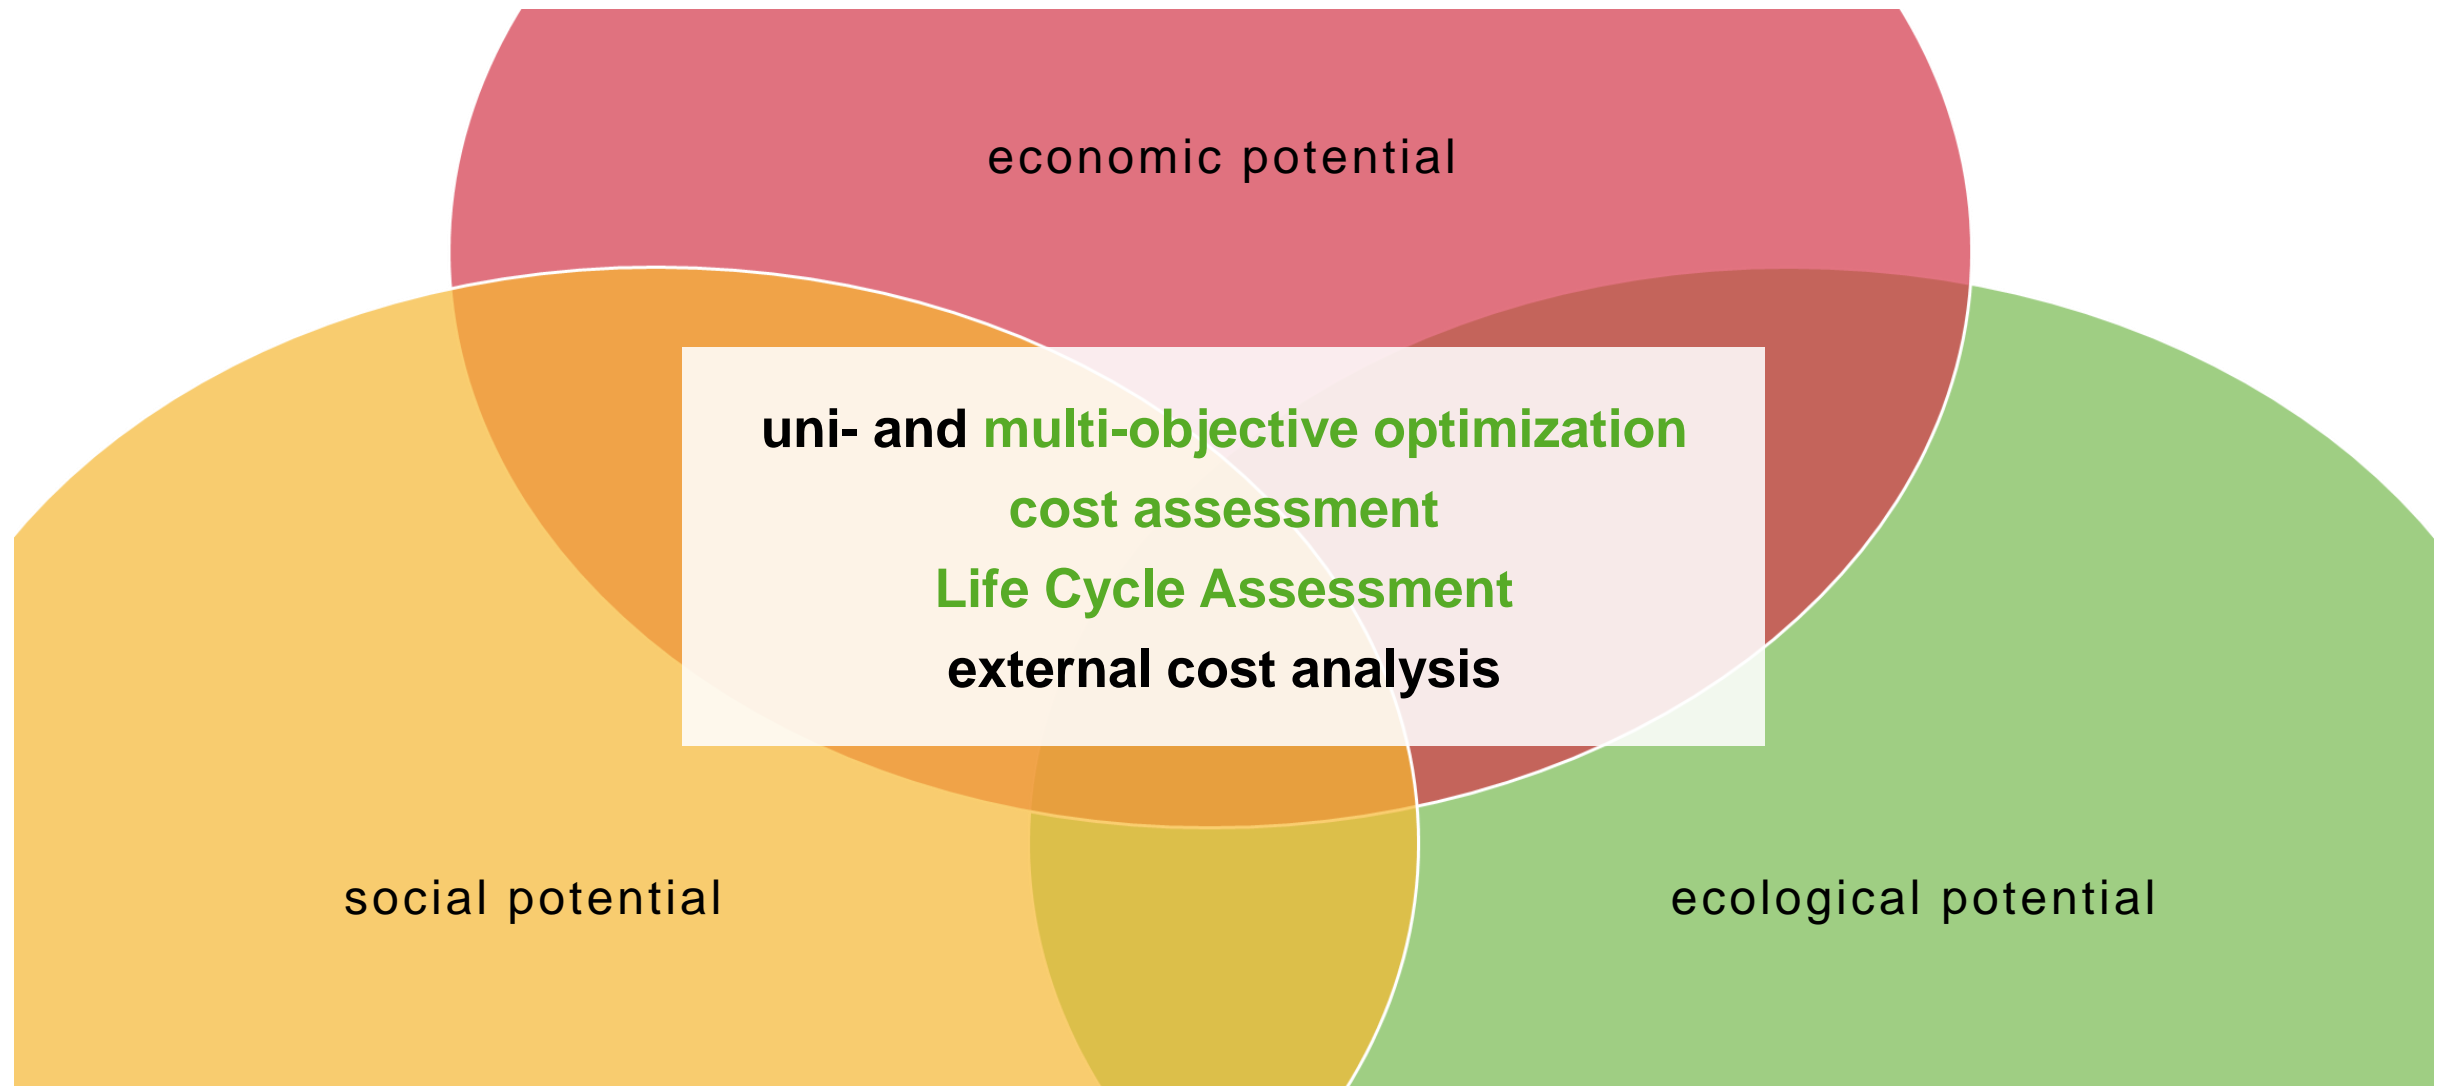 economic potential
uni- and multi-objective optimization
cost assessment
Life Cycle Assessment
external cost analysis
social potential
ecological potential